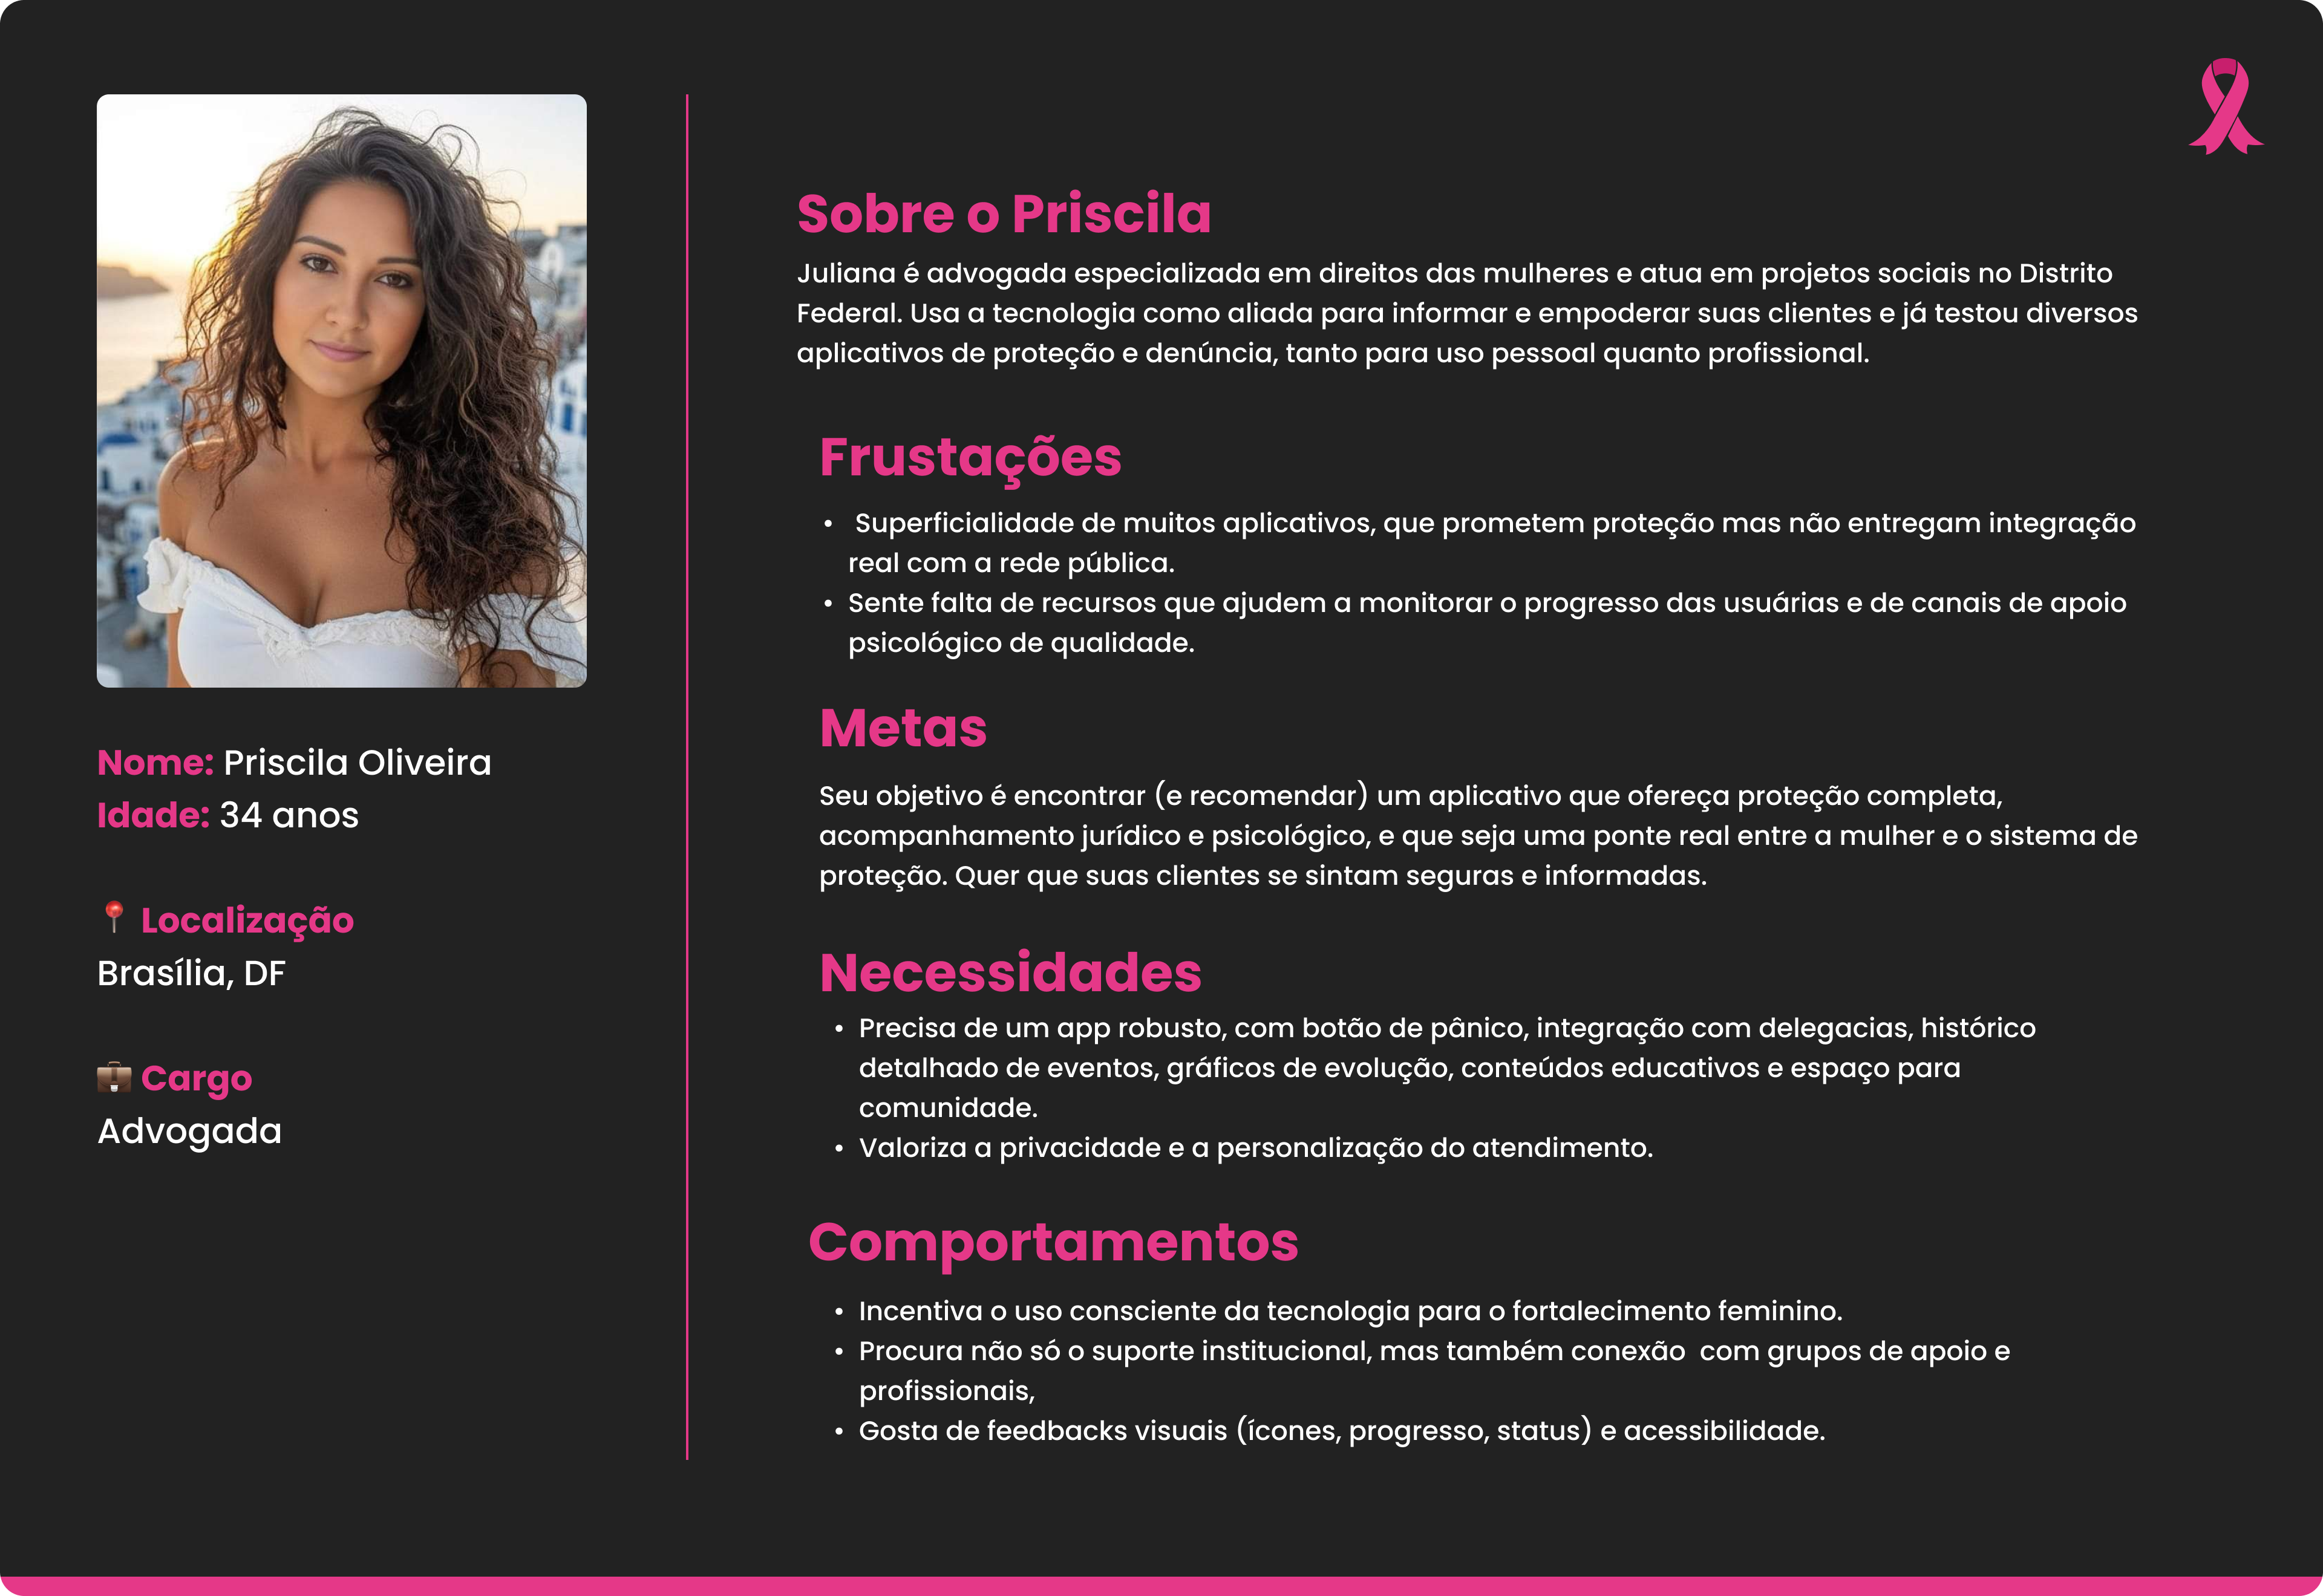 Nome: Priscila Oliveira
Idade: 34 anos
📍 Localização
Brasília, DF
💼 Cargo
Advogada
Sobre o Priscila
Juliana é advogada especializada em direitos das mulheres e atua em projetos sociais no Distrito
Federal. Usa a tecnologia como aliada para informar e empoderar suas clientes e já testou diversos
aplicativos de proteção e denúncia, tanto para uso pessoal quanto profissional.
Frustações
• Superficialidade de muitos aplicativos, que prometem proteção mas não entregam integração
real com a rede pública.
• Sente falta de recursos que ajudem a monitorar o progresso das usuárias e de canais de apoio
psicológico de qualidade.
Metas
Seu objetivo é encontrar (e recomendar) um aplicativo que ofereça proteção completa,
acompanhamento jurídico e psicológico, e que seja uma ponte real entre a mulher e o sistema de
proteção. Quer que suas clientes se sintam seguras e informadas.
Necessidades
• Precisa de um app robusto, com botão de pânico, integração com delegacias, histórico
detalhado de eventos, gráficos de evolução, conteúdos educativos e espaço para
comunidade.
• Valoriza a privacidade e a personalização do atendimento.
Comportamentos
• Incentiva o uso consciente da tecnologia para o fortalecimento feminino.
• Procura não só o suporte institucional, mas também conexão  com grupos de apoio e
profissionais,
• Gosta de feedbacks visuais (ícones, progresso, status) e acessibilidade.